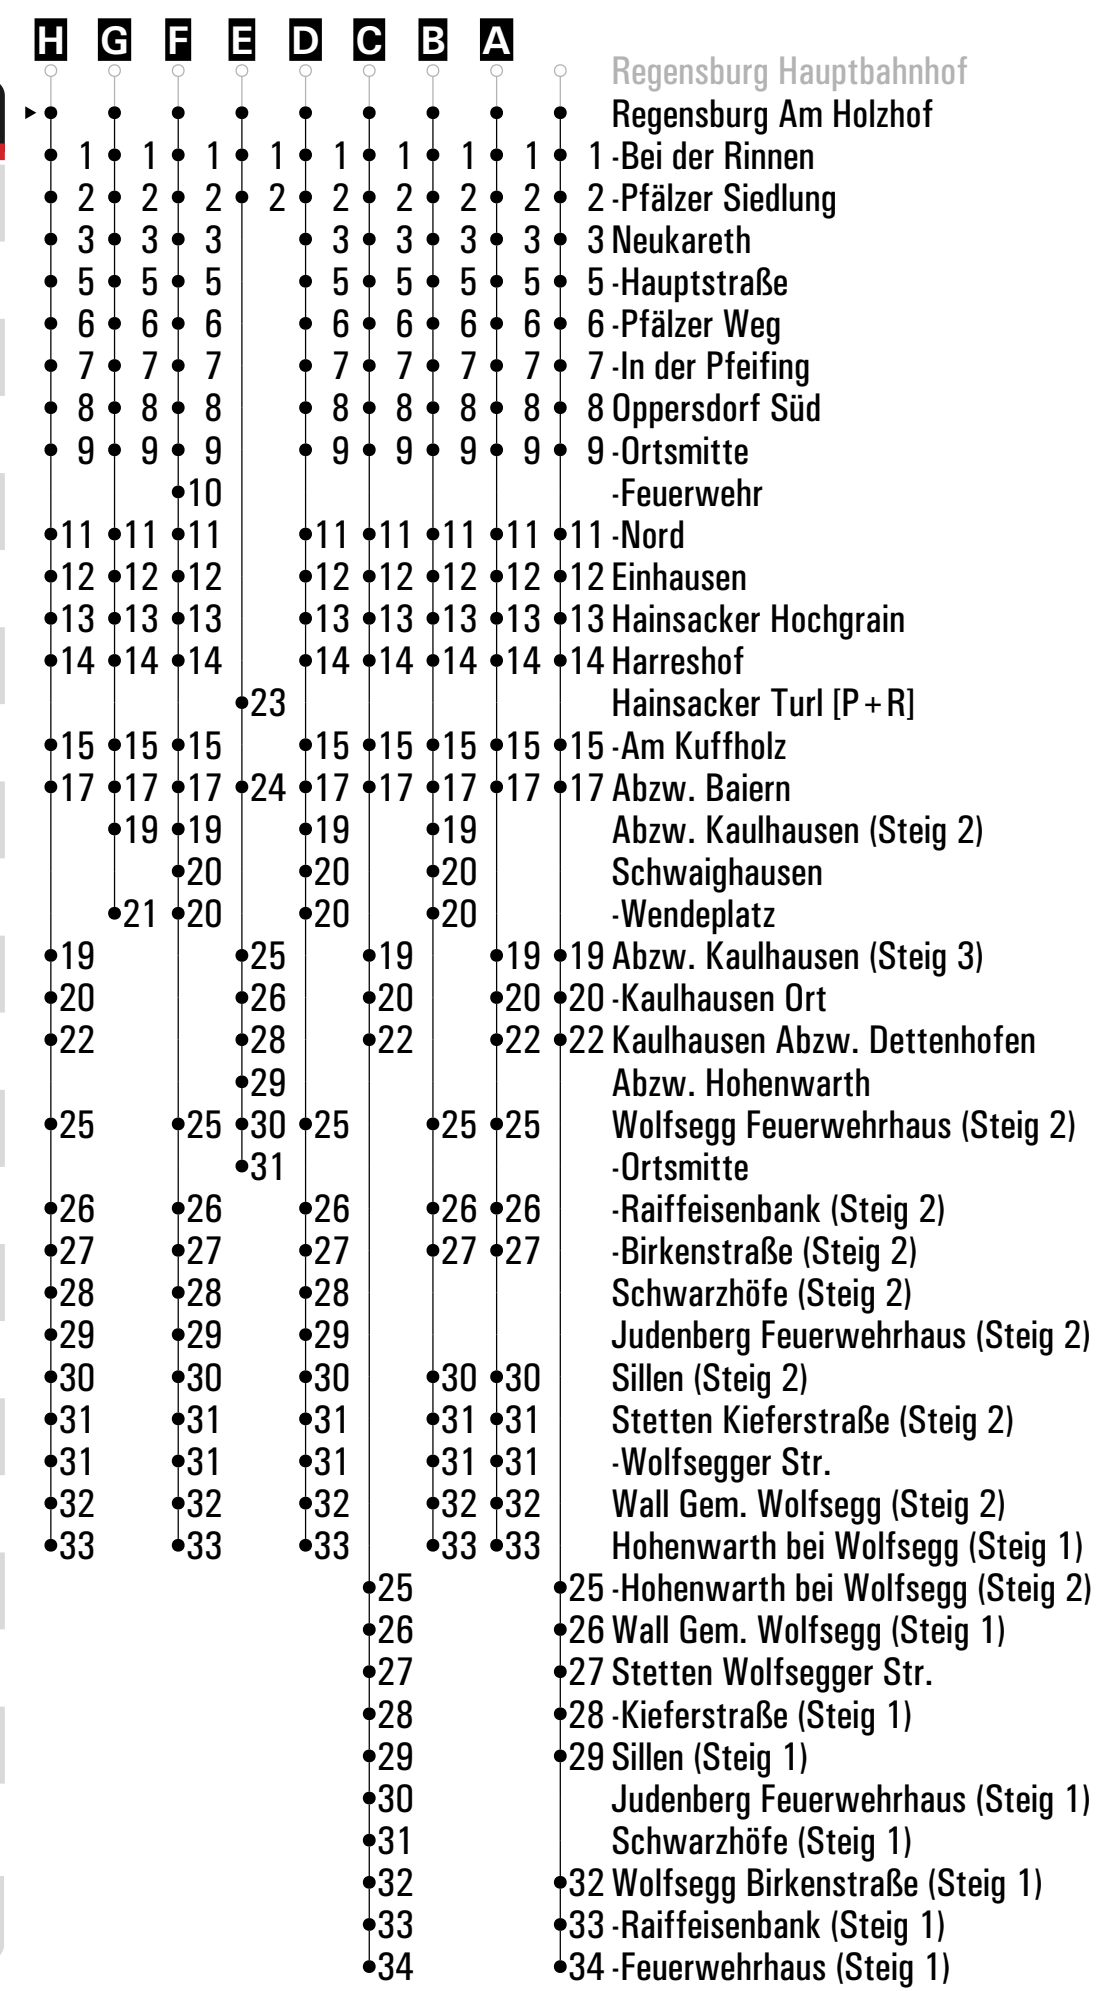 H G F E D C B A
Regensburg Hauptbahnhof
Regensburg Am Holzhof
1 1 1 1 1 1 1 1 1 -Bei der Rinnen
2 2 2 2 2 2 2 2 2 -Pfälzer Siedlung
3 3 3 3 3 3 3 3 Neukareth
5 5 5 5 5 5 5 5 -Hauptstraße
6 6 6 6 6 6 6 6 -Pfälzer Weg
7 7 7 7 7 7 7 7 -In der Pfeifing
8 8 8 8 8 8 8 8 Oppersdorf Süd
9 9 9 9 9 9 9 9 -Ortsmitte
10 -Feuerwehr
11 11 11 11 11 11 11 11 -Nord
12 12 12 12 12 12 12 12 Einhausen
13 13 13 13 13 13 13 13 Hainsacker Hochgrain
14 14 14 14 14 14 14 14 Harreshof
23 Hainsacker Turl [P+R]
15 15 15 15 15 15 15 15 -Am Kuffholz
17 17 17 24 17 17 17 17 17 Abzw. Baiern
19 19 19 19 Abzw. Kaulhausen (Steig 2)
20 20 20 Schwaighausen
21 20 20 20 -Wendeplatz
19 25 19 19 19 Abzw. Kaulhausen (Steig 3)
20 26 20 20 20 -Kaulhausen Ort
22 28 22 22 22 Kaulhausen Abzw. Dettenhofen
29 Abzw. Hohenwarth
25 25 30 25 25 25 Wolfsegg Feuerwehrhaus (Steig 2)
31 -Ortsmitte
26 26 26 26 26 -Raiffeisenbank (Steig 2)
27 27 27 27 27 -Birkenstraße (Steig 2)
28 28 28 Schwarzhöfe (Steig 2)
29 29 29 Judenberg Feuerwehrhaus (Steig 2)
30 30 30 30 30 Sillen (Steig 2)
31 31 31 31 31 Stetten Kieferstraße (Steig 2)
31 31 31 31 31 -Wolfsegger Str.
32 32 32 32 32 Wall Gem. Wolfsegg (Steig 2)
33 33 33 33 33 Hohenwarth bei Wolfsegg (Steig 1)
25 25 -Hohenwarth bei Wolfsegg (Steig 2)
26 26 Wall Gem. Wolfsegg (Steig 1)
27 27 Stetten Wolfsegger Str.
28 28 -Kieferstraße (Steig 1)
29 29 Sillen (Steig 1)
30 Judenberg Feuerwehrhaus (Steig 1)
31 Schwarzhöfe (Steig 1)
32 32 Wolfsegg Birkenstraße (Steig 1)
33 33 -Raiffeisenbank (Steig 1)
34 34 -Feuerwehrhaus (Steig 1)